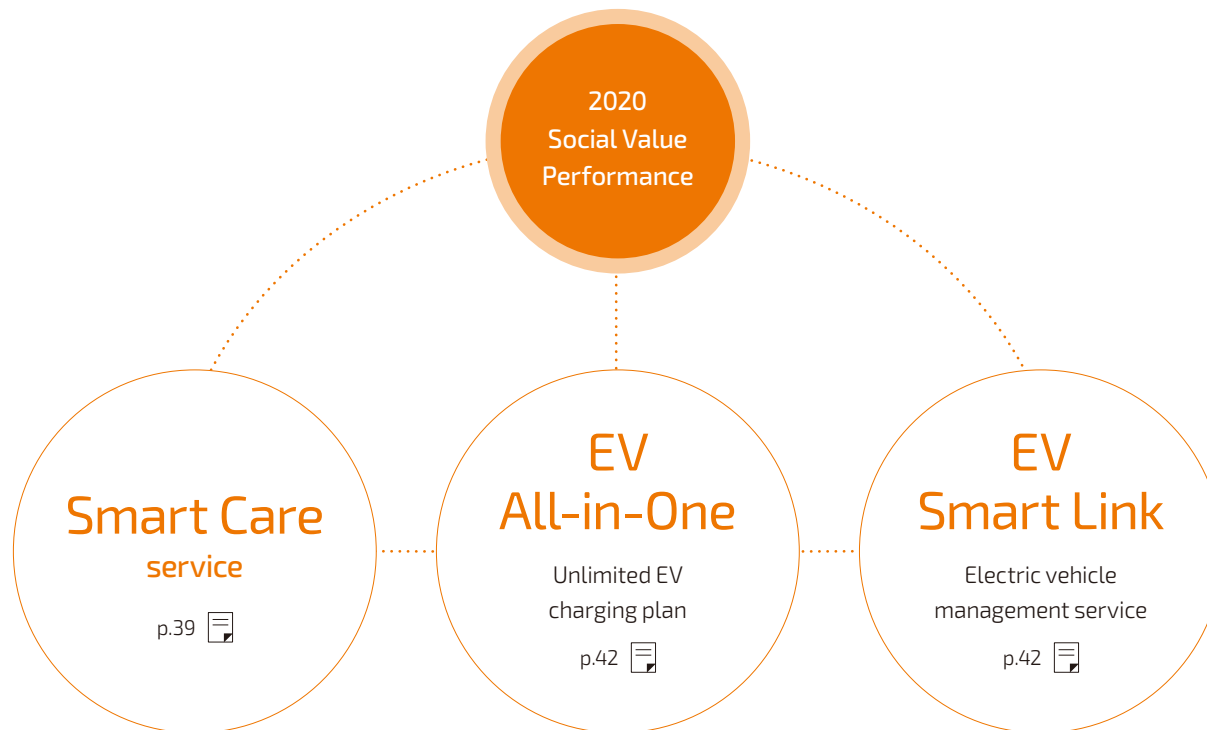 2020
Social Value
Performance
Smart Care
service
p.39
EV
All-in-One
Unlimited EV
charging plan
p.42
EV
Smart Link
Electric vehicle
management service
p.42